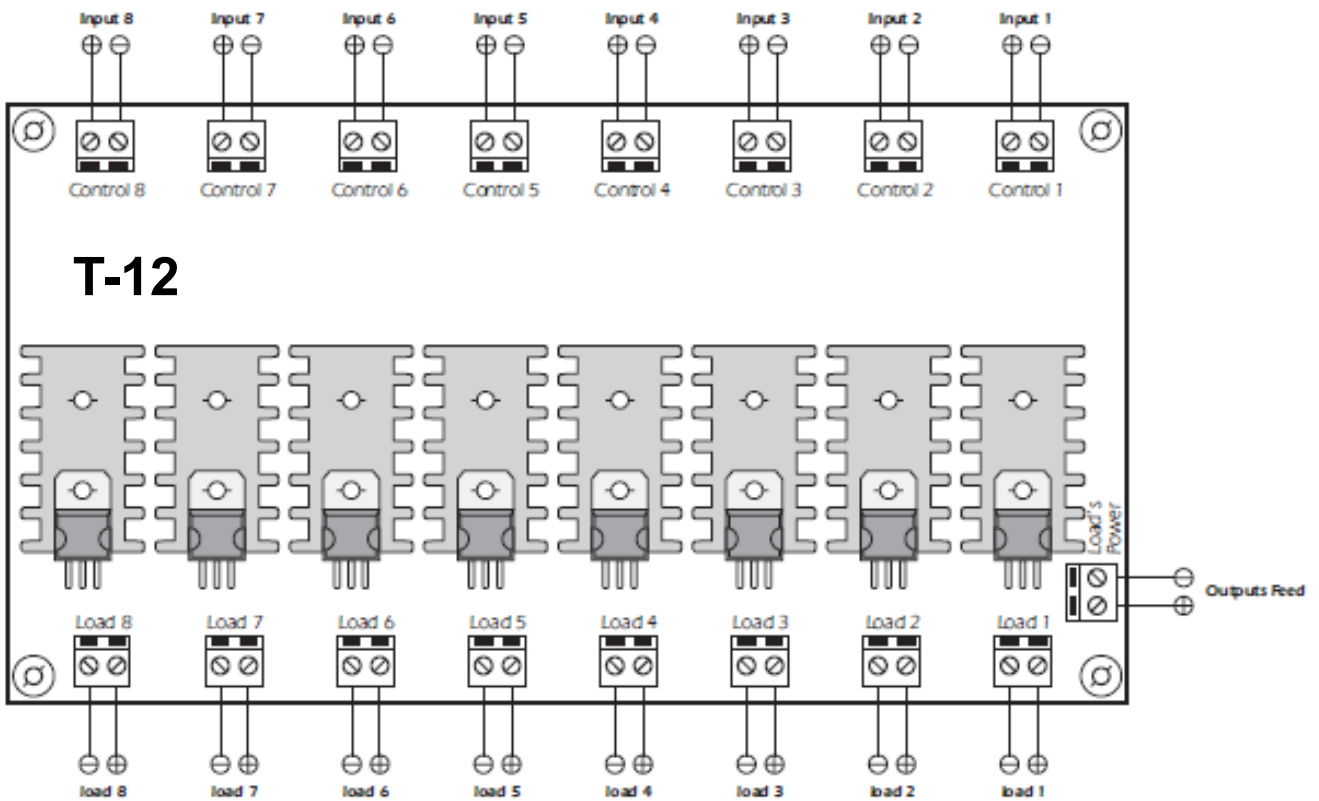 Input 8 Input 7 Input 6 Input 5 Input 4 Input 3 Input 2 Input 1
Control 8 Control 7 Control 6 Control 5 Control 4 Control 3 Control 2 Control 1
T-12
Load's
Power
Outputs Feed
Load 8 Load 7 Load 6 Load 5 Load 4 Load 3 Load 2 Load 1
load 8 load 7 load 6 load 5 load 4 load 3 load 2 load 1